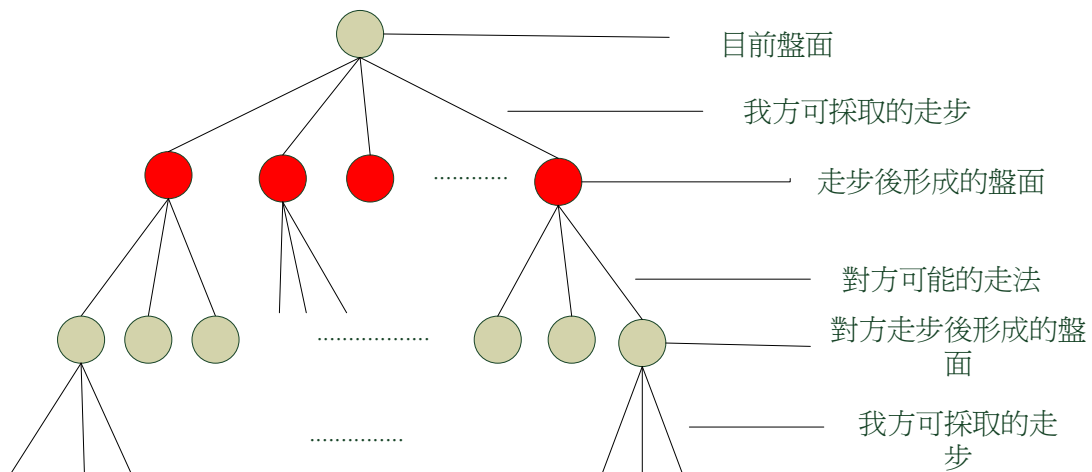 目前盤面
我方可採取的走步
走步後形成的盤面
對方可能的走法
對方走步後形成的盤
面
我方可採取的走
步